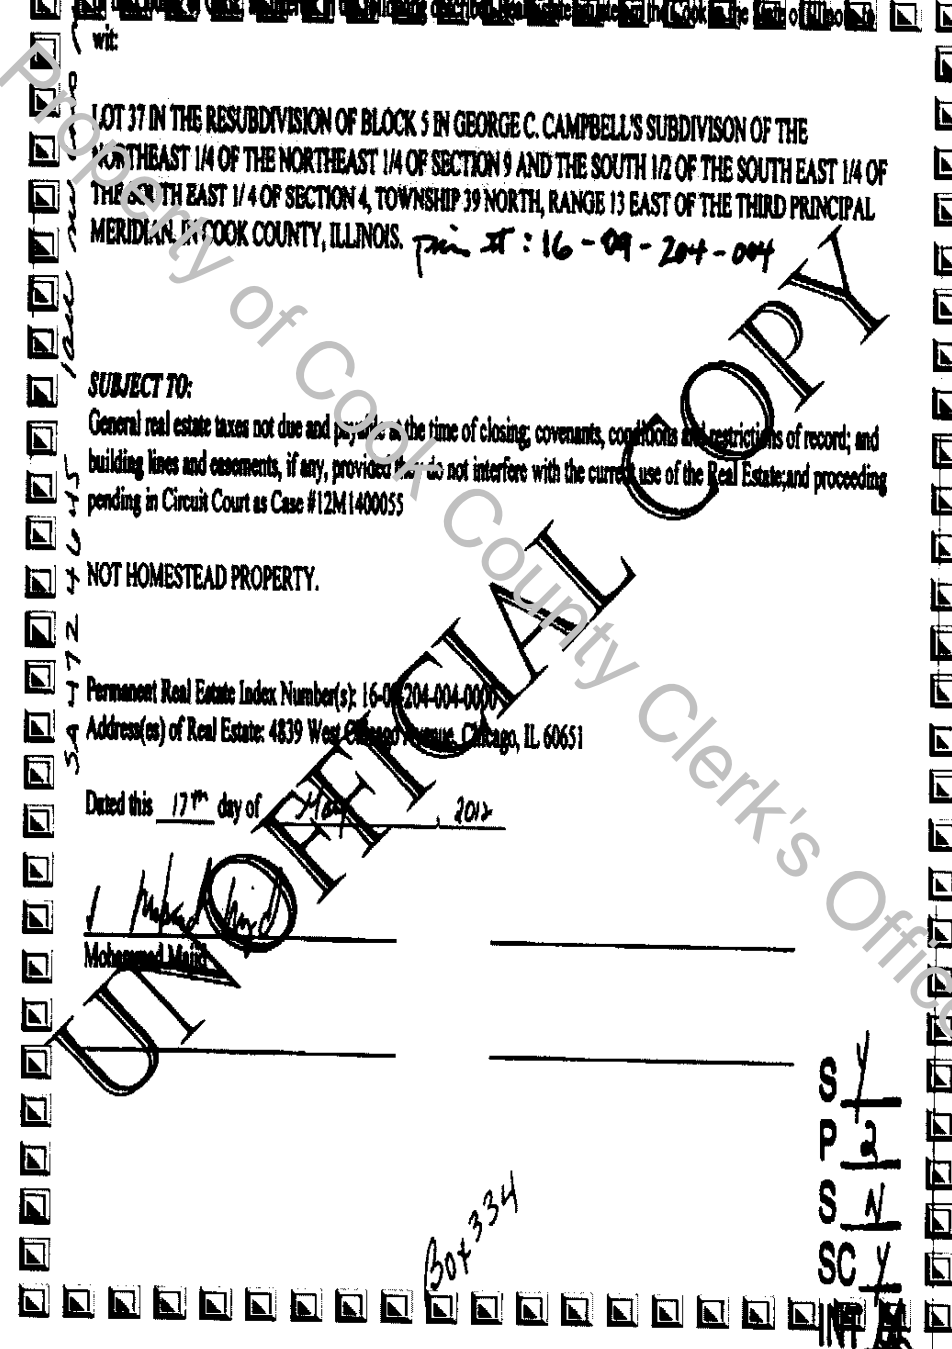 wit:
LOT 37 IN THE RESUBDIVISION OF BLOCK 5 IN GEORGE C. CAMPBELL'S SUBDIVISON OF THE
NORTHEAST 1/4 OF THE NORTHEAST 1/4 OF SECTION 9 AND THE SOUTH 1/2 OF THE SOUTH EAST 1/4 OF
THE SOUTH EAST 1/4 OF SECTION 4, TOWNSHIP 39 NORTH, RANGE 13 EAST OF THE THIRD PRINCIPAL
MERIDIAN. IN COOK COUNTY, ILLINOIS. : 16-09-204-004
SUBJECT TO:
General real estate taxes not due and payable at the time of closing; covenants, conditions and restrictions of record; and
building lines and easements, if any, provided they do not interfere with the current use of the Real Estate;and proceeding
pending in Circuit Court as Case #12M1400055
NOT HOMESTEAD PROPERTY.
Permanent Real Estate Index Number(s): 16-09-204-004-0000
Address(es) of Real Estate: 4839 West Chicago Avenue, Chicago, IL 60651
Dated this 17th day of May, 2012
Mohammed Majid
S Y
P 2
S N
SC Y
INT
Box 334
SA4472464S
UNOFFICIAL COPY
Property of Cook County Clerk's Office